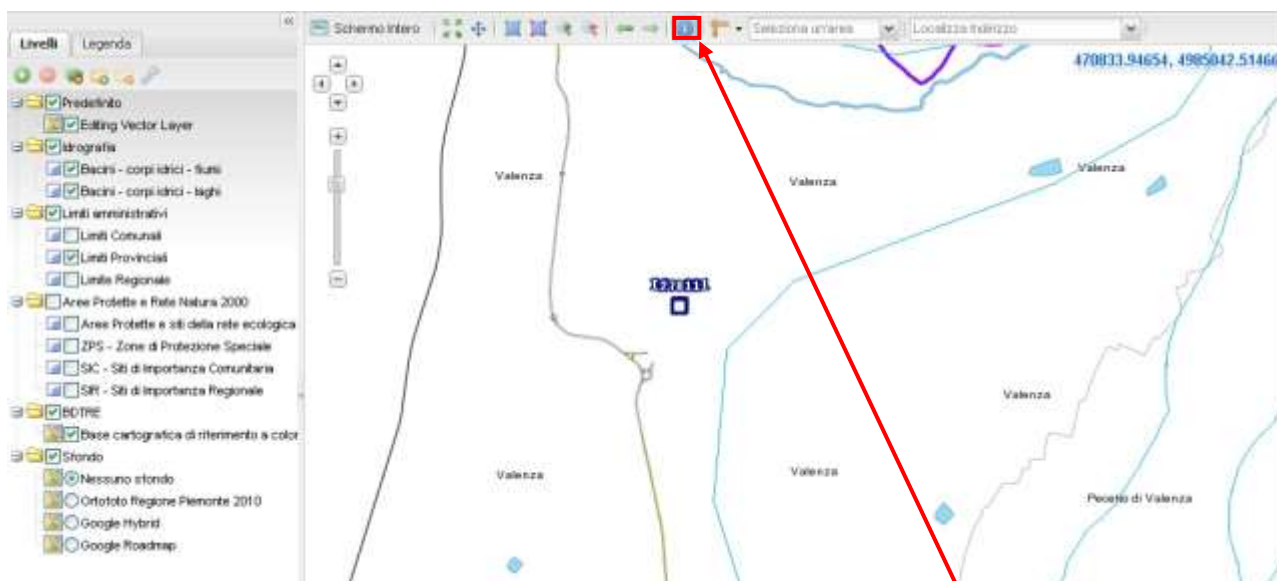 Livelli Legenda
Predefinito
Editing Vector Layer
Idrografia
Bacini - corpi idrici - fiumi
Bacini - corpi idrici - laghi
Limiti amministrativi
Limiti Comunali
Limiti Provinciali
Limite Regionale
Aree Protette e Rete Natura 2000
Aree Protette e siti della rete ecologica
ZPS - Zone di Protezione Speciale
SIC - Siti di Importanza Comunitaria
SIR - Siti di Importanza Regionale
BDTRE
Base cartografica di riferimento a color
Sfondo
Nessuno sfondo
Ortofoto Regione Piemonte 2010
Google Hybrid
Google Roadmap
Schermo Intero Seleziona un'area Localizza Indirizzo
470833.94654, 4985042.51466
Valenza
Valenza
Valenza
Valenza
Valenza
Valenza
Pecetto di Valenza